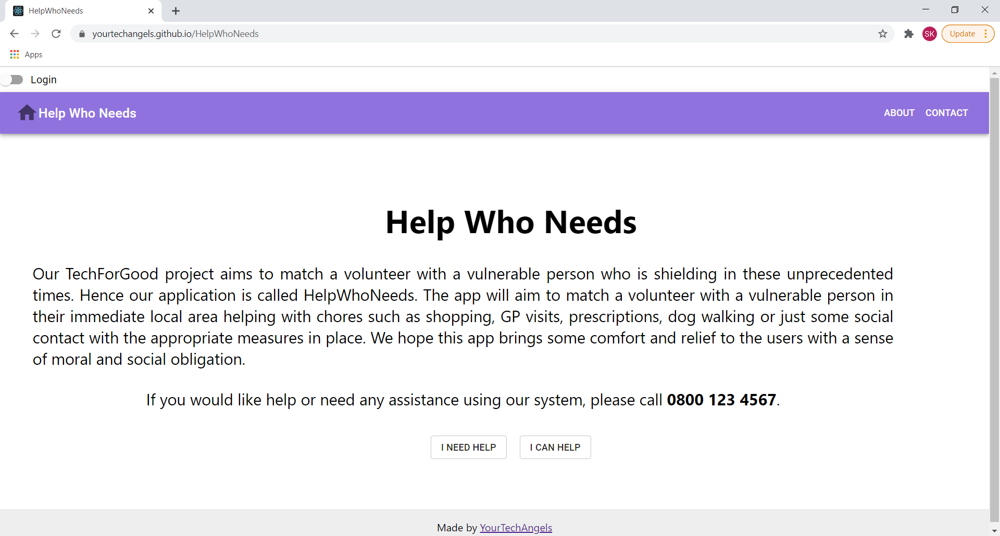 HelpWhoNeeds
yourtechangels.github.io/HelpWhoNeeds
SK
Update
Apps
Login
Help Who Needs
ABOUT
CONTACT
Help Who Needs
Our TechForGood project aims to match a volunteer with a vulnerable person who is shielding in these unprecedented
times. Hence our application is called HelpWhoNeeds. The app will aim to match a volunteer with a vulnerable person in
their immediate local area helping with chores such as shopping, GP visits, prescriptions, dog walking or just some social
contact with the appropriate measures in place. We hope this app brings some comfort and relief to the users with a sense
of moral and social obligation.
If you would like help or need any assistance using our system, please call 0800 123 4567.
I NEED HELP
I CAN HELP
Made by YourTechAngels